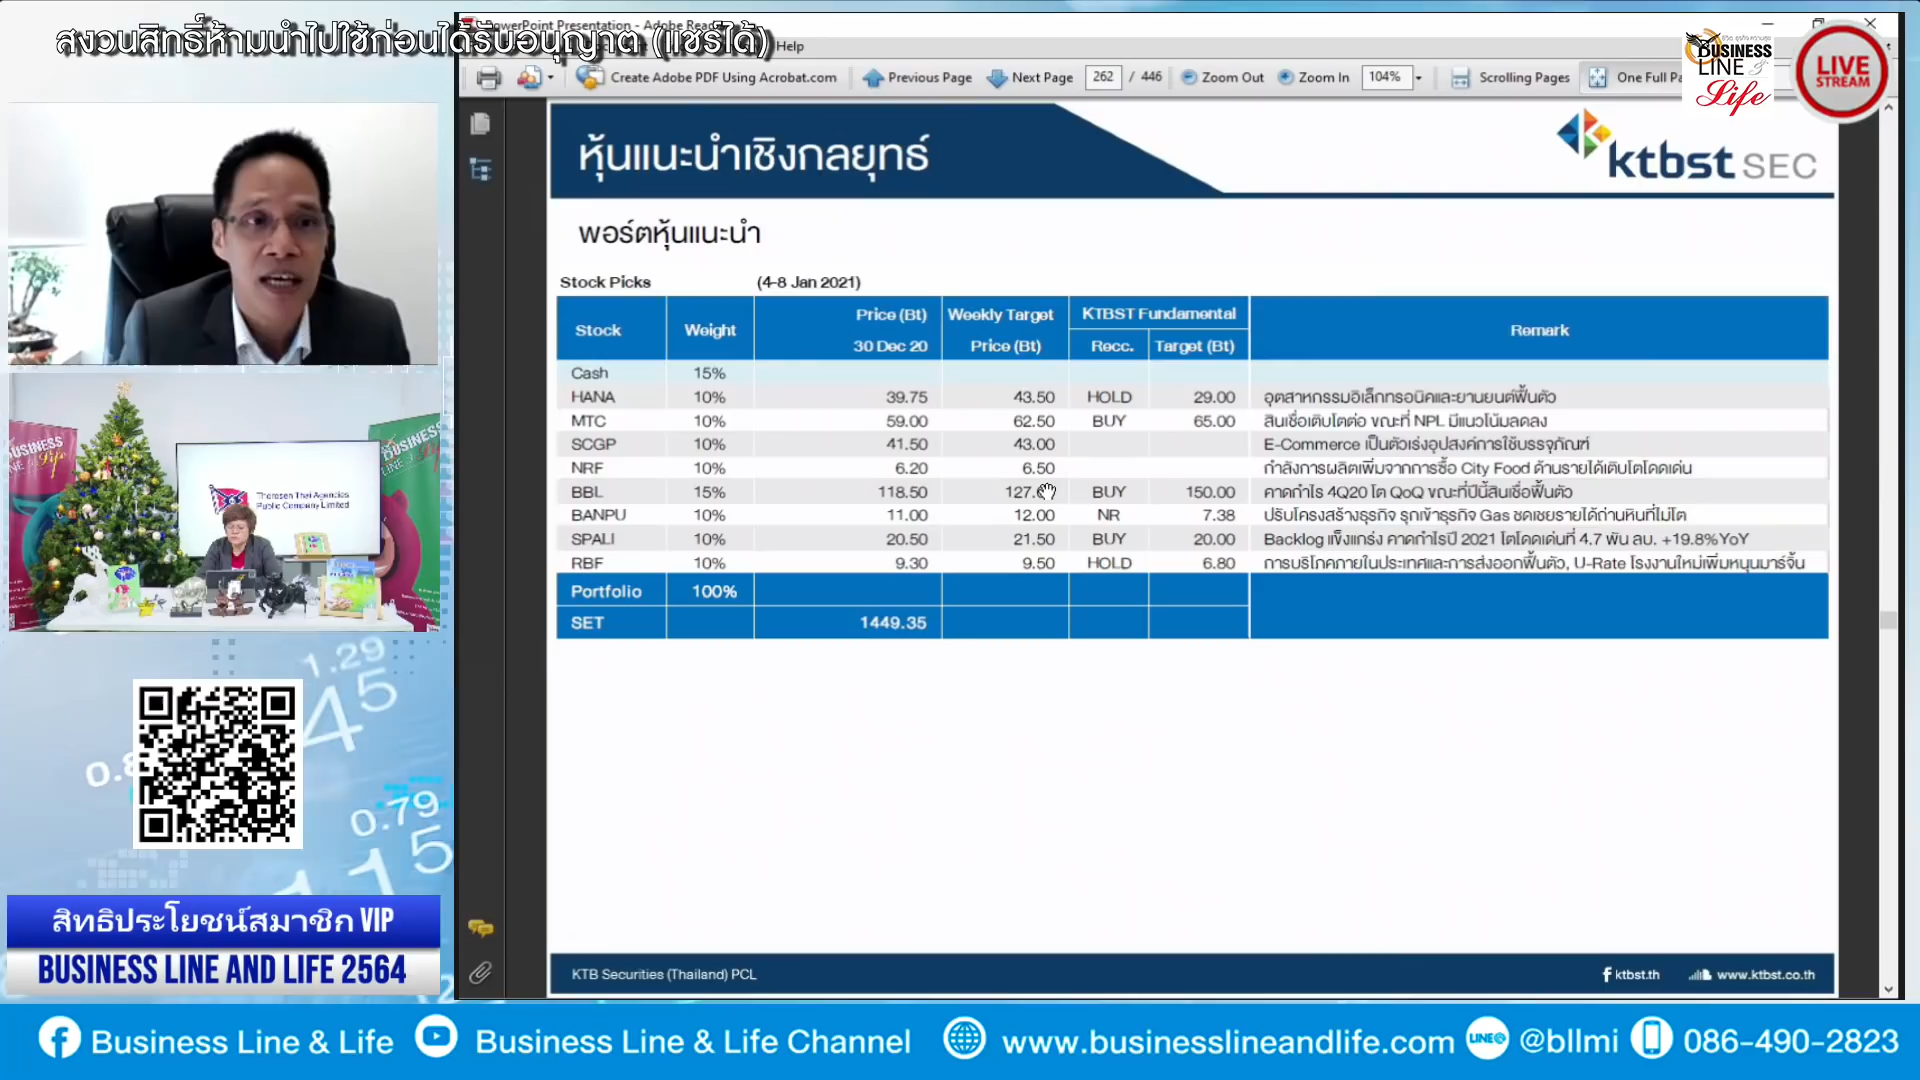 สงวนสิทธิ์ห้ามนำไปใช้ก่อนได้รับอนุญาต (แชร์ได้)
PowerPoint Presentation - Adobe Reader
Help
Create Adobe PDF Using Acrobat.com
Previous Page
Next Page
262 / 446
Zoom Out
Zoom In
104%
Scrolling Pages
One Full
BUSINESS
LINE &
Life
LIVE
STREAM
หุ้นแนะนำเชิงกลยุทธ์
ktbst SEC
พอร์ตหุ้นแนะนำ
Stock Picks (4-8 Jan 2021)
Stock Weight Price (Bt) 30 Dec 20 Weekly Target Price (Bt) KTBST Fundamental Recc. Target (Bt) Remark
Cash 15%
HANA 10% 39.75 43.50 HOLD 29.00 อุตสาหกรรมอิเล็กทรอนิคและยานยนต์ฟื้นตัว
MTC 10% 59.00 62.50 BUY 65.00 สินเชื่อเติบโตต่อ ขณะที่ NPL มีแนวโน้มลดลง
SCGP 10% 41.50 43.00 E-Commerce เป็นตัวเร่งอุปสงค์การใช้บรรจุภัณฑ์
NRF 10% 6.20 6.50 กำลังการผลิตเพิ่มจากการซื้อ City Food ด้านรายได้เติบโตโดดเด่น
BBL 15% 118.50 127. BUY 150.00 คาดกำไร 4Q20 โต QoQ ขณะที่ปีนี้สินเชื่อฟื้นตัว
BANPU 10% 11.00 12.00 NR 7.38 ปรับโครงสร้างธุรกิจ รุกเข้าธุรกิจ Gas ชดเชยรายได้ถ่านหินที่ไม่โต
SPALI 10% 20.50 21.50 BUY 20.00 Backlog แข็งแกร่ง คาดกำไรปี 2021 โตโดดเด่นที่ 4.7 พัน ลบ. +19.8%YoY
RBF 10% 9.30 9.50 HOLD 6.80 การบริโภคภายในประเทศและการส่งออกฟื้นตัว, U-Rate โรงงานใหม่เพิ่มหนุนมาร์จิ้น
Portfolio 100%
SET 1449.35
KTB Securities (Thailand) PCL
ktbst.th
www.ktbst.co.th
Thoresen Thai Agencies
Public Company Limited
BUSINESS
1.29
45
0.79
สิทธิประโยชน์สมาชิก VIP
BUSINESS LINE AND LIFE 2564
Business Line & Life
Business Line & Life Channel
www.businesslineandlife.com
LINE@ @bllmi
086-490-2823